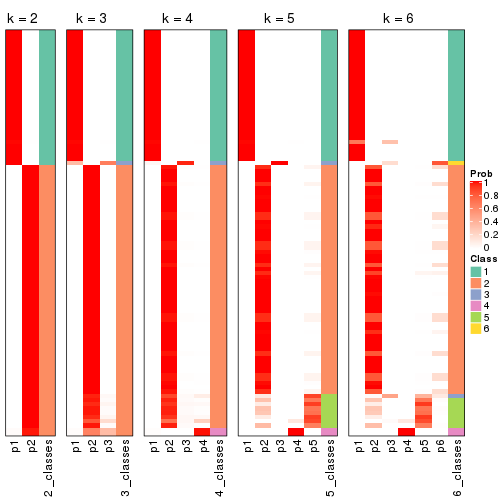 k = 2
k = 3
k = 4
k = 5
k = 6
p1
p2
2_classes
p1
p2
p3
3_classes
p1
p2
p3
p4
4_classes
p1
p2
p3
p4
p5
5_classes
p1
p2
p3
p4
p5
p6
6_classes
Prob
1
0.8
0.6
0.4
0.2
0
Class
1
2
3
4
5
6